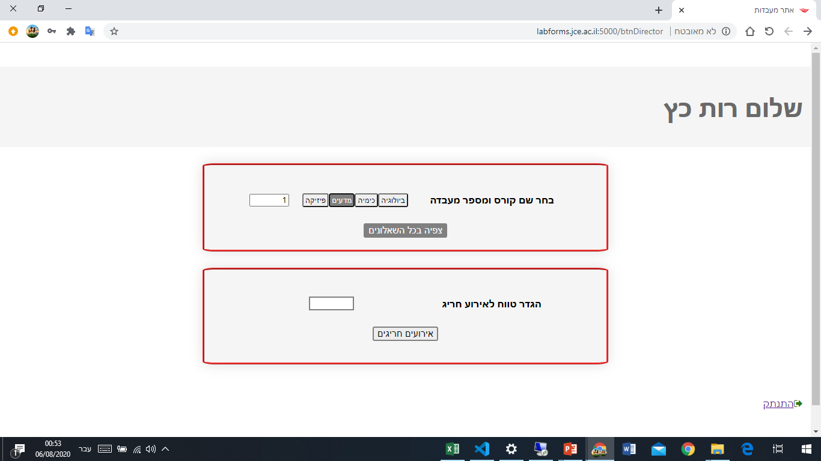 אתר מעבדות
לא מאובטח | labforms.jce.ac.il:5000/btnDirector
שלום רות כץ
בחר שם קורס ומספר מעבדה
ביולוגיה כימיה מדעים פיזיקה 1
צפיה בכל השאלונים
הגדר טווח לאירוע חריג
אירועים חריגים
התנתק
00:53
עבר
06/08/2020
1